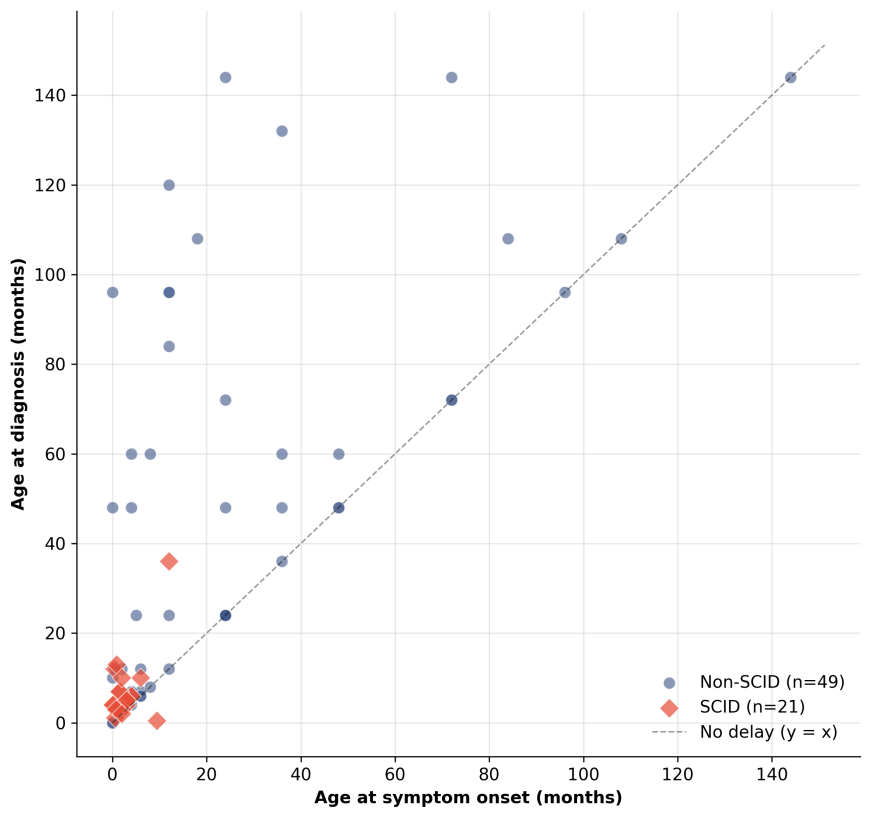 140
120
100
80
60
40
20
0
Age at diagnosis (months)
0 20 40 60 80 100 120 140
Age at symptom onset (months)
Non-SCID (n=49)
SCID (n=21)
No delay (y = x)